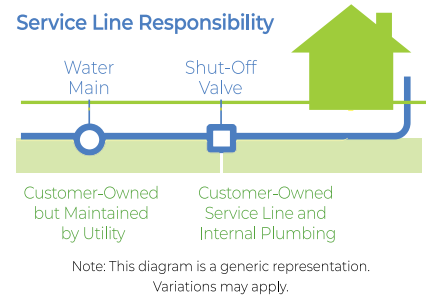 Service Line Responsibility
Water
Main
Shut-Off
Valve
Customer-Owned
but Maintained
by Utility
Customer-Owned
Service Line and
Internal Plumbing
Note: This diagram is a generic representation.
Variations may apply.